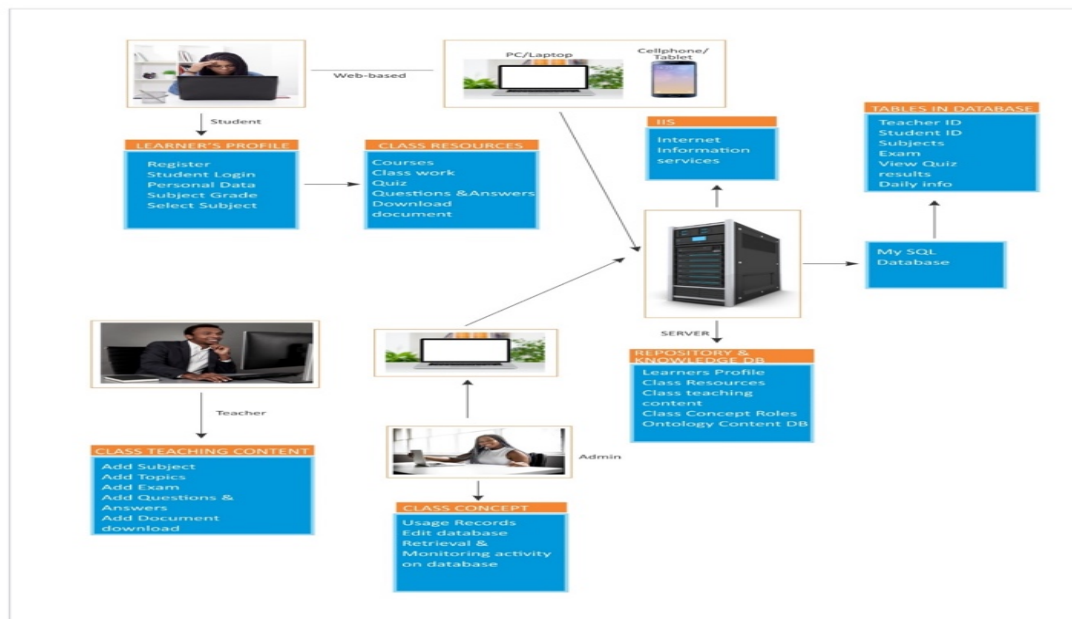 PC/Laptop
Cellphone/
Tablet
Web-based
Student
LEARNER'S PROFILE
Register
Student Login
Personal Data
Subject Grade
Select Subject
CLASS RESOURCES
Courses
Class work
Quiz
Questions &Answers
Download
document
IIS
Internet
Information
services
TABLES IN DATABASE
Teacher ID
Student ID
Subjects
Exam
View Quiz
results
Daily info
My SQL
Database
SERVER
REPOSITORY &
KNOWLEDGE DB
Learners Profile
Class Resources
Class teaching
content
Class Concept Roles
Ontology Content DB
Teacher
CLASS TEACHING CONTENT
Add Subject
Add Topics
Add Exam
Add Questions &
Answers
Add Document
download
Admin
CLASS CONCEPT
Usage Records
Edit database
Retrieval &
Monitoring activity
on database